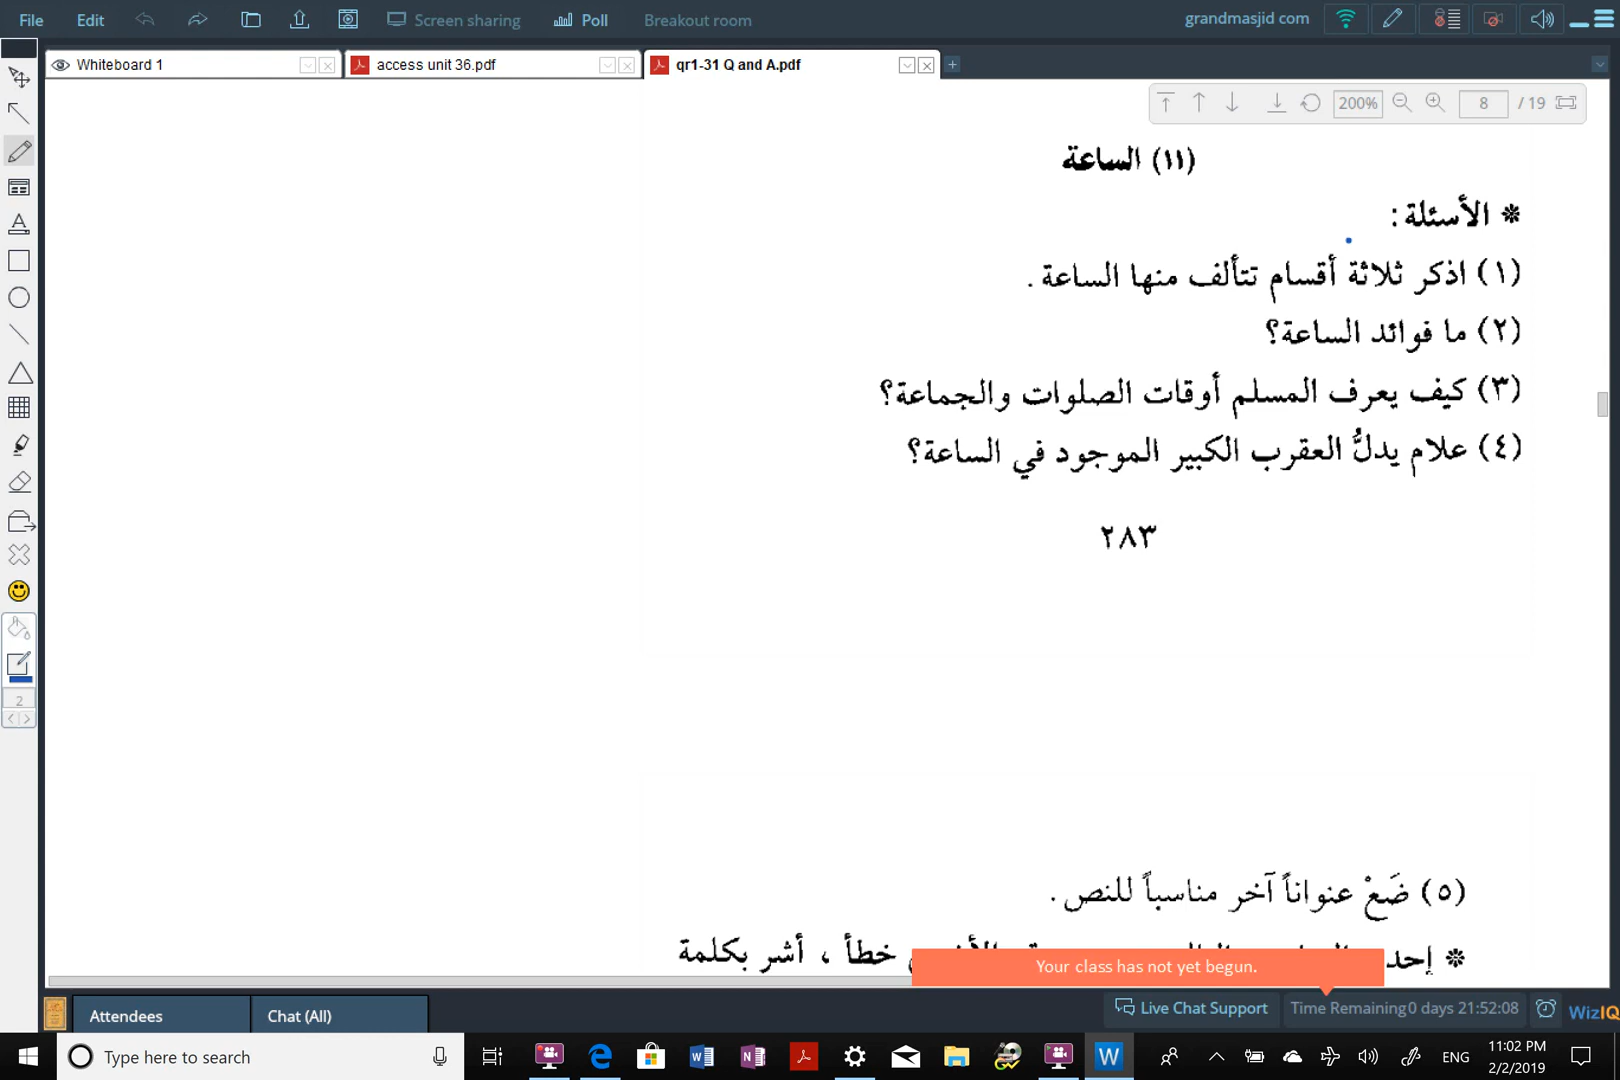 File Edit Screen sharing Poll Breakout room grandmasjid com
Whiteboard 1 access unit 36.pdf qr1-31 Q and A.pdf
200% 8 / 19
(١١) الساعة
* الأسئلة :
(١) اذكر ثلاثة أقسام تتألف منها الساعة .
(٢) ما فوائد الساعة؟
(٣) كيف يعرف المسلم أوقات الصلوات والجماعة؟
(٤) علام يدلُّ العقرب الكبير الموجود في الساعة؟
٢٨٣
(٥) ضَعْ عنواناً آخر مناسباً للنص .
* خطأ ، أشر بكلمة
Your class has not yet begun.
2
Attendees Chat (All) Live Chat Support Time Remaining0 days 21:52:08 WizIQ
Type here to search ENG 11:02 PM
2/2/2019